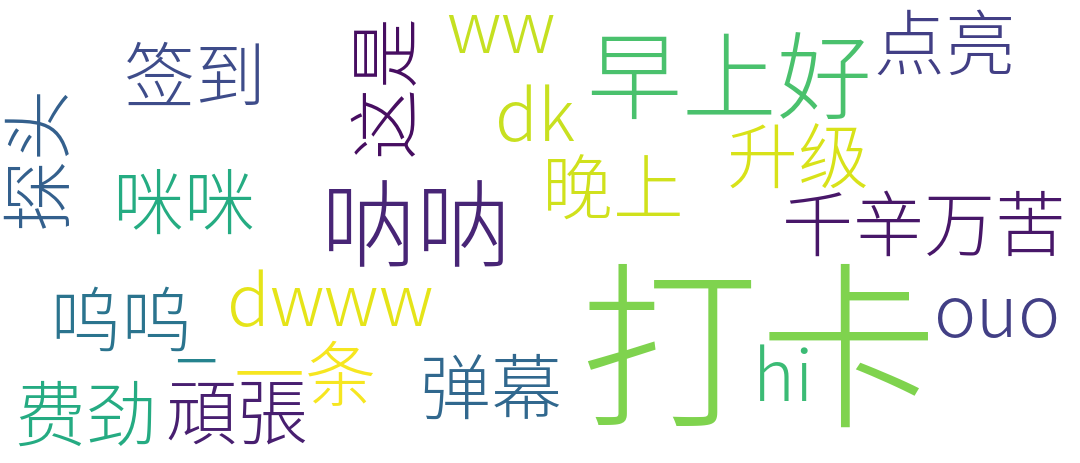 签到
这是
ww
早上好
点亮
探头
dk
升级
咪咪
呐呐
晚上
千辛万苦
呜呜
dwww
打卡
ouo
一
一条
弹幕
hi
费劲
頑張